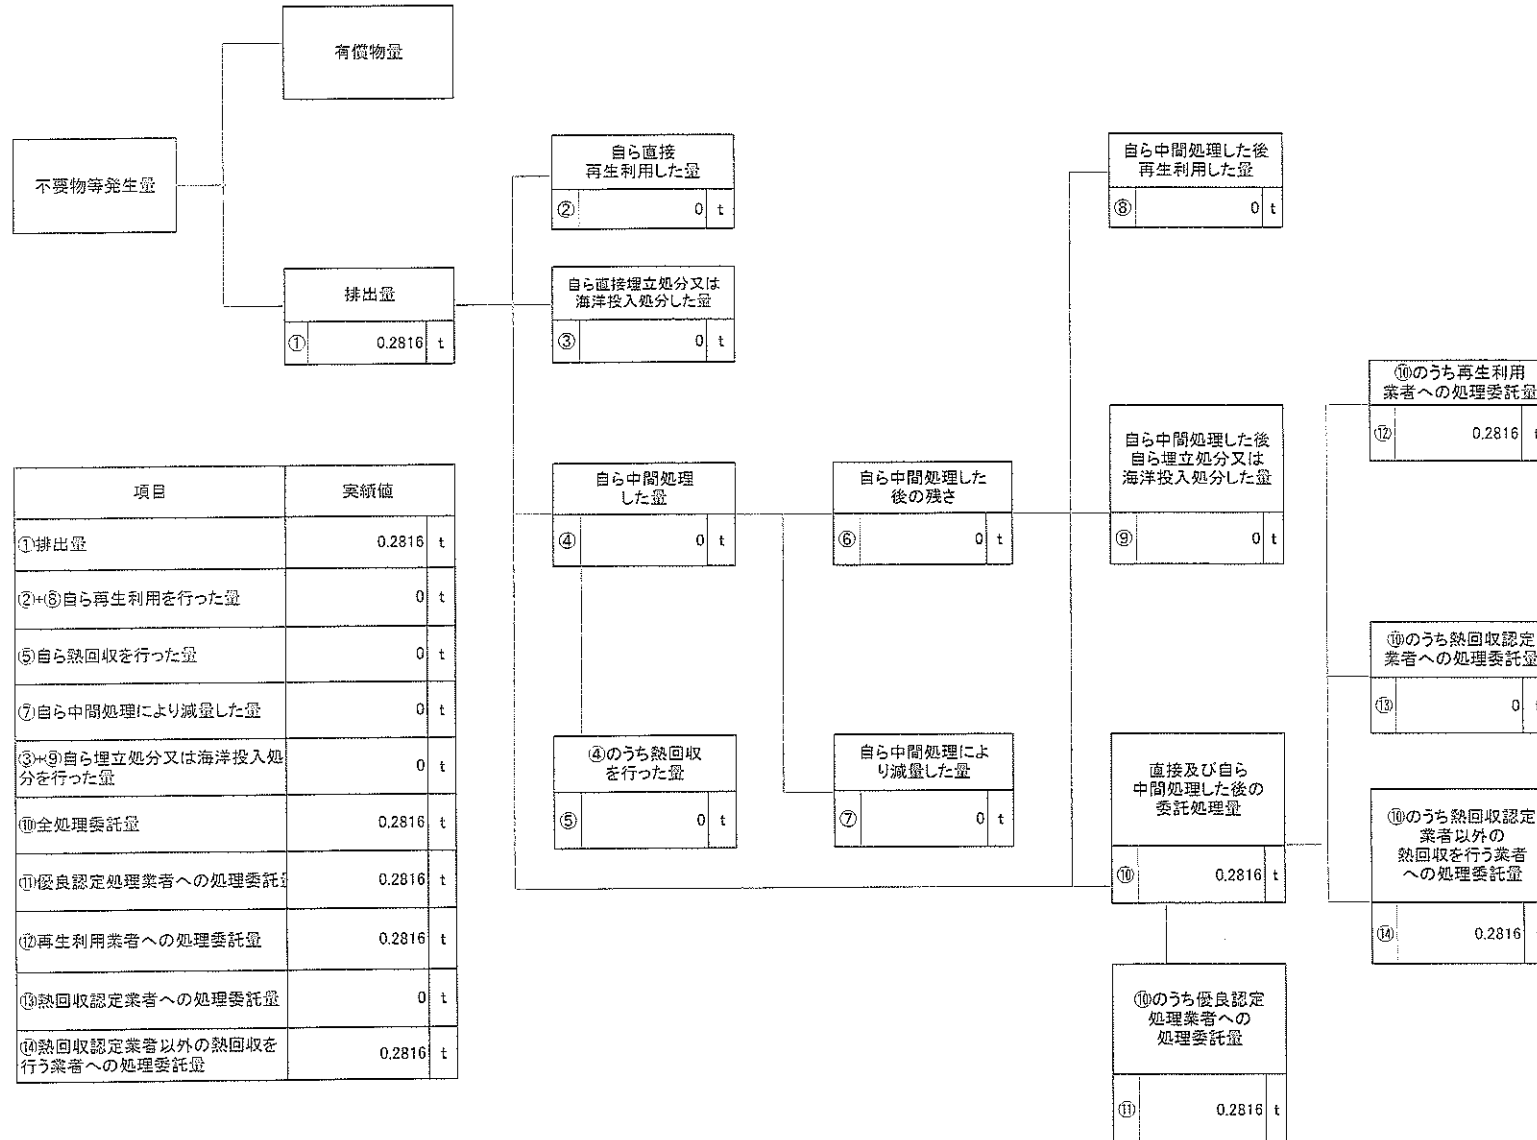 有償物量
不要物等発生量
排出量
① 0.2816 t
自ら直接
再生利用した量
② 0 t
自ら直接埋立処分又は
海洋投入処分した量
③ 0 t
自ら中間処理
した量
④ 0 t
④のうち熱回収
を行った量
⑤ 0 t
自ら中間処理した
後の残さ
⑥ 0 t
自ら中間処理によ
り減量した量
⑦ 0 t
自ら中間処理した後
再生利用した量
⑧ 0 t
自ら中間処理した後
自ら埋立処分又は
海洋投入処分した量
⑨ 0 t
直接及び自ら
中間処理した後の
委託処理量
⑩ 0.2816 t
⑩のうち優良認定
処理業者への
処理委託量
⑪ 0.2816 t
⑩のうち再生利用
業者への処理委託量
⑫ 0.2816 t
⑩のうち熱回収認定
業者への処理委託量
⑬ 0
⑩のうち熱回収認定
業者以外の
熱回収を行う業者
への処理委託量
⑭ 0.2816
項目 実績値
①排出量 0.2816 t
②+⑧自ら再生利用を行った量 0 t
⑤自ら熱回収を行った量 0 t
⑦自ら中間処理により減量した量 0 t
③+⑨自ら埋立処分又は海洋投入処
分を行った量 0 t
⑩全処理委託量 0.2816 t
⑪優良認定処理業者への処理委託 0.2816 t
⑫再生利用業者への処理委託量 0.2816 t
⑬熱回収認定業者への処理委託量 0 t
⑭熱回収認定業者以外の熱回収を
行う業者への処理委託量 0.2816 t